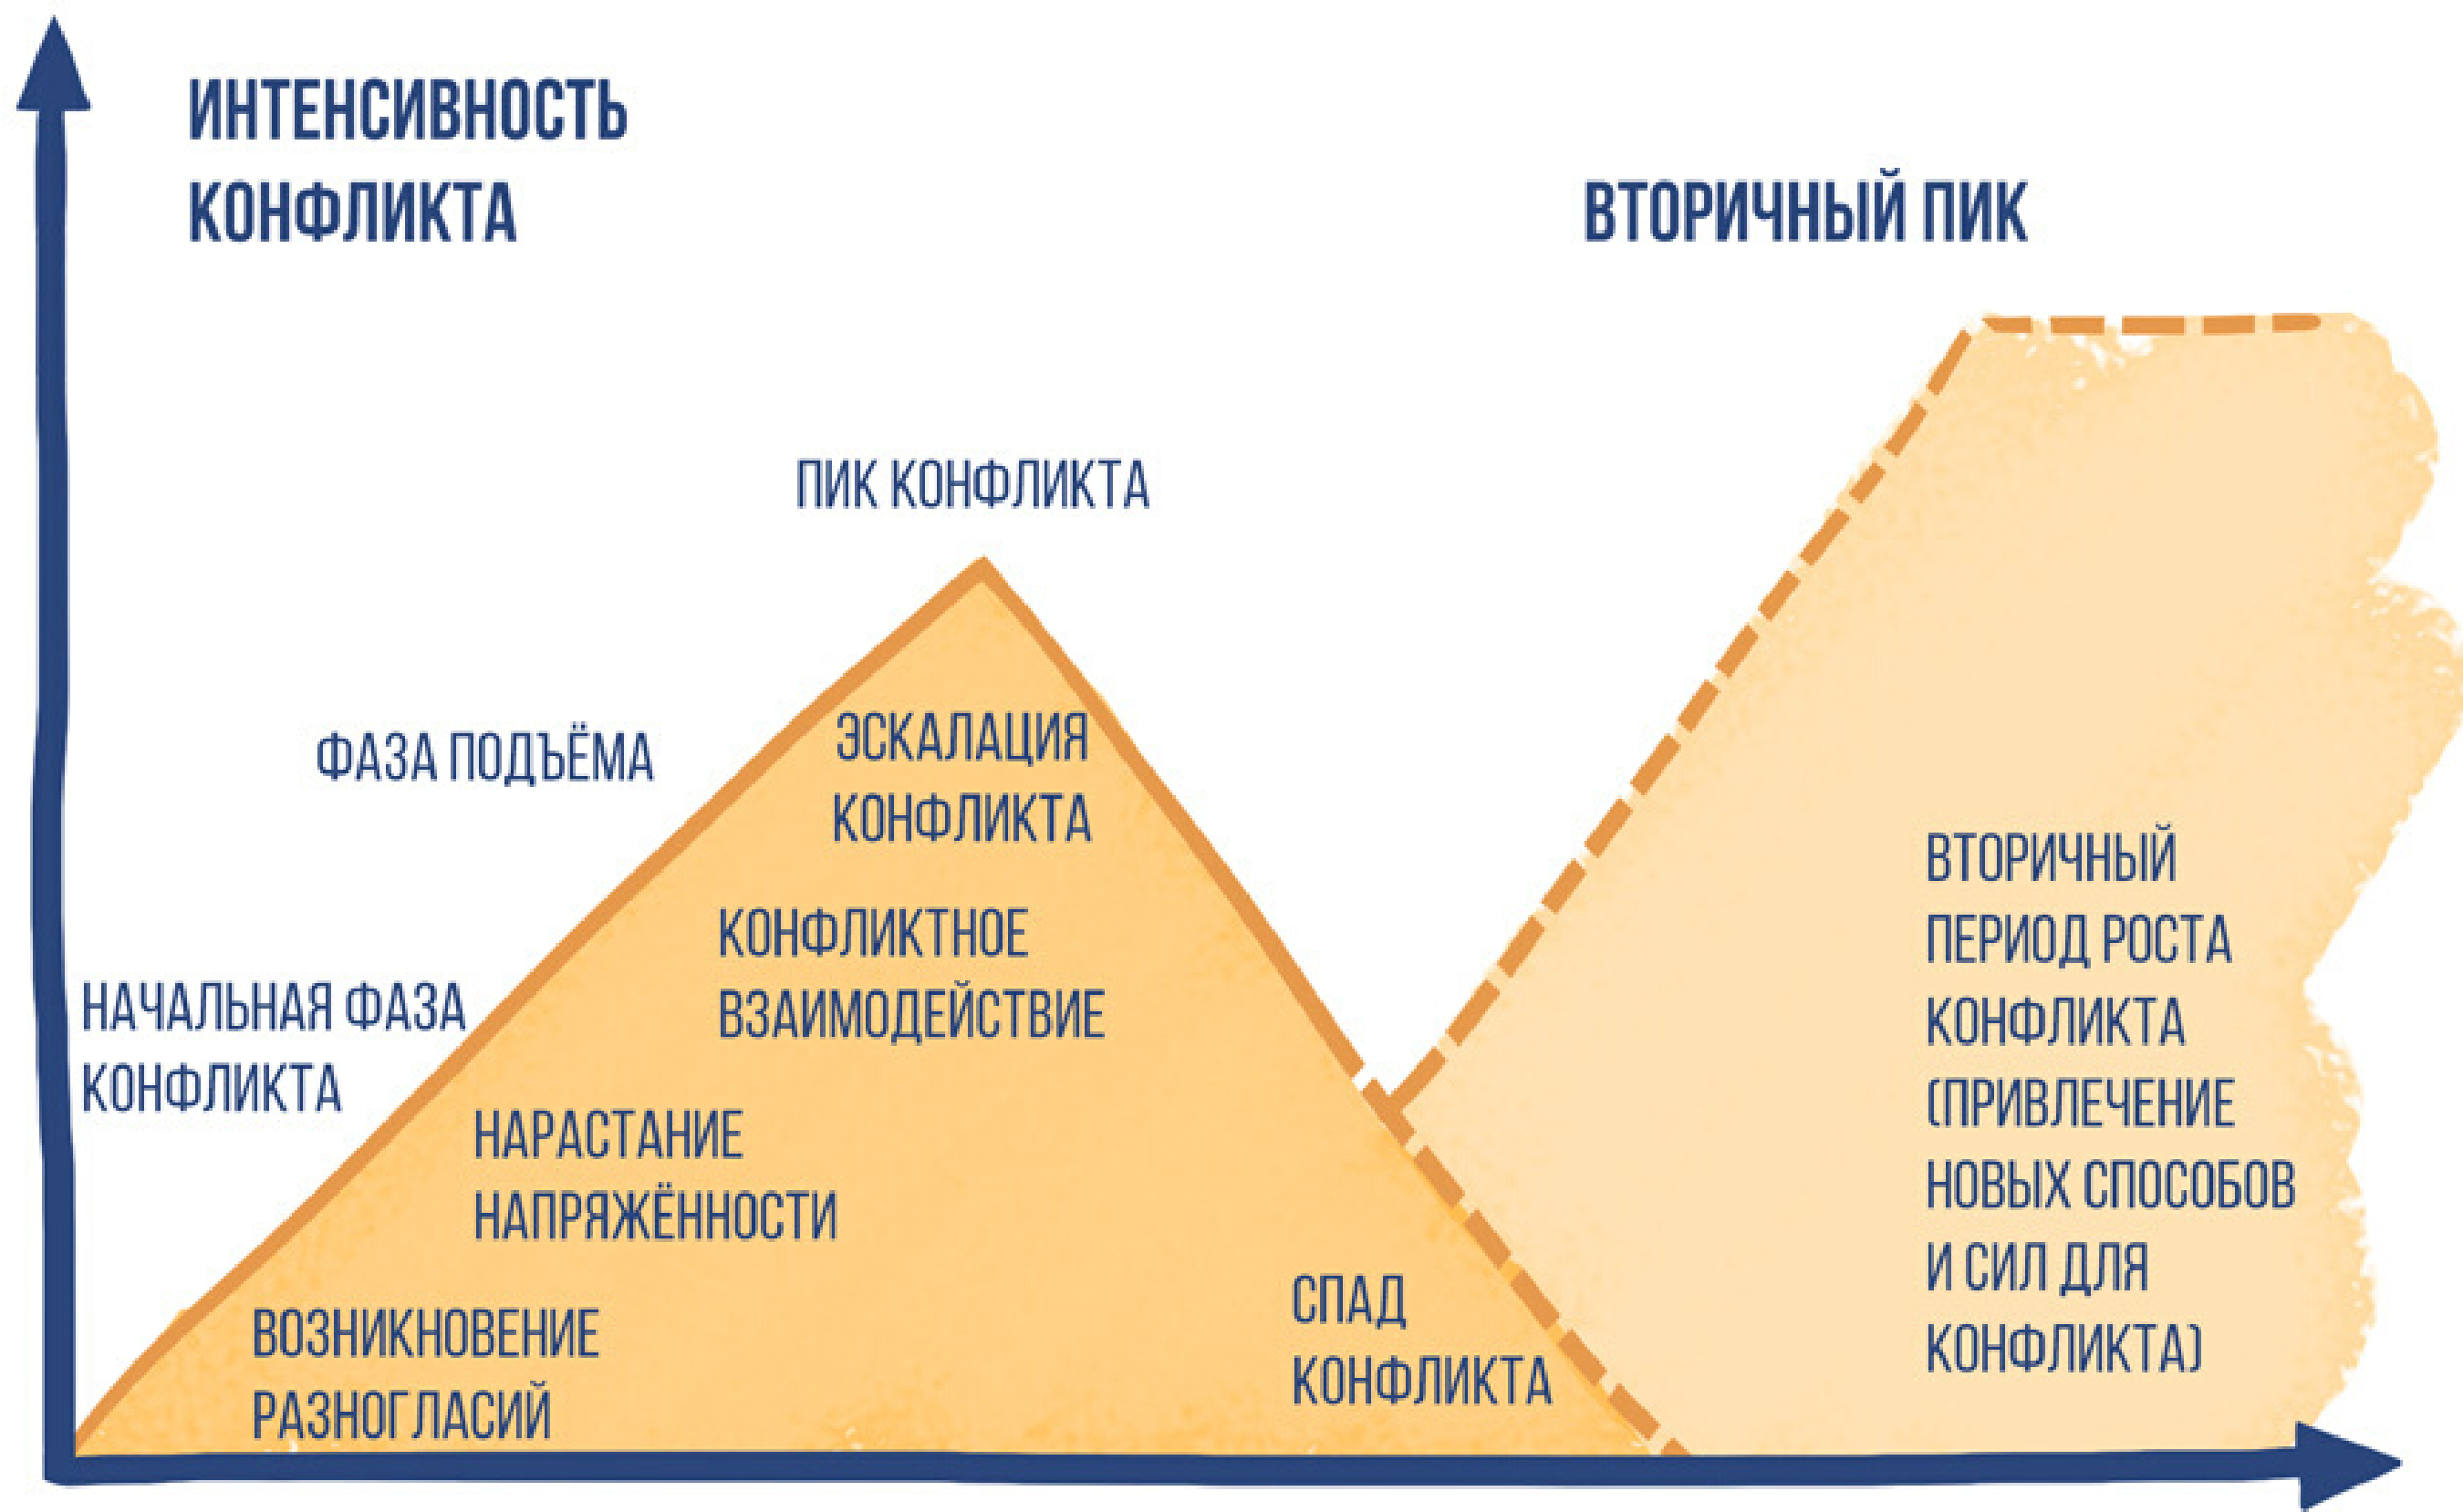 ИНТЕНСИВНОСТЬ
КОНФЛИКТА
ВТОРИЧНЫЙ ПИК
ПИК КОНФЛИКТА
ФАЗА ПОДЪЁМА
ЭСКАЛАЦИЯ
КОНФЛИКТА
КОНФЛИКТНОЕ
ВЗАИМОДЕЙСТВИЕ
НАЧАЛЬНАЯ ФАЗА
КОНФЛИКТА
НАРАСТАНИЕ
НАПРЯЖЁННОСТИ
ВОЗНИКНОВЕНИЕ
РАЗНОГЛАСИЙ
СПАД
КОНФЛИКТА
ВТОРИЧНЫЙ
ПЕРИОД РОСТА
КОНФЛИКТА
(ПРИВЛЕЧЕНИЕ
НОВЫХ СПОСОБОВ
И СИЛ ДЛЯ
КОНФЛИКТА)